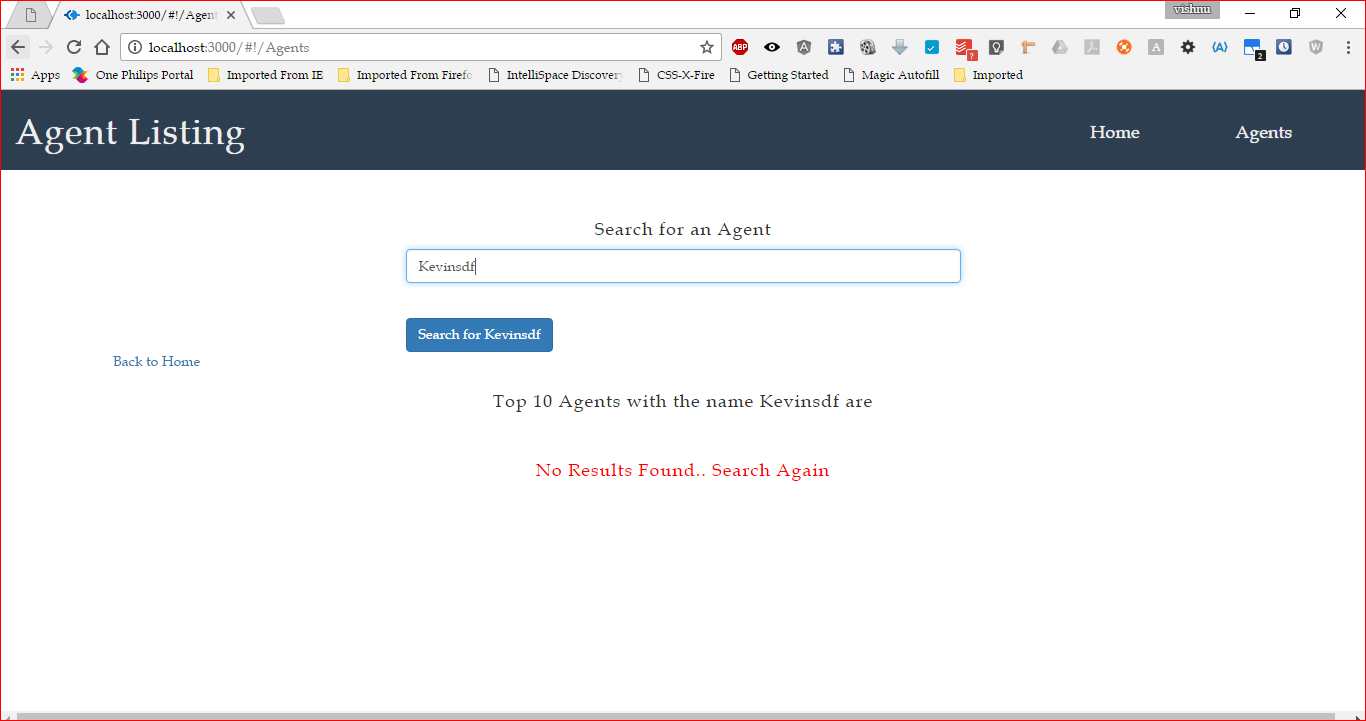 localhost:3000/#!/Agent
vishnu
localhost:3000/#!/Agents
ABP
?
2
Apps
One Philips Portal
Imported From IE
Imported From Firefo
IntelliSpace Discovery
CSS-X-Fire
Getting Started
Magic Autofill
Imported
Agent Listing
Home
Agents
Search for an Agent
Kevinsdf
Search for Kevinsdf
Back to Home
Top 10 Agents with the name Kevinsdf are
No Results Found.. Search Again